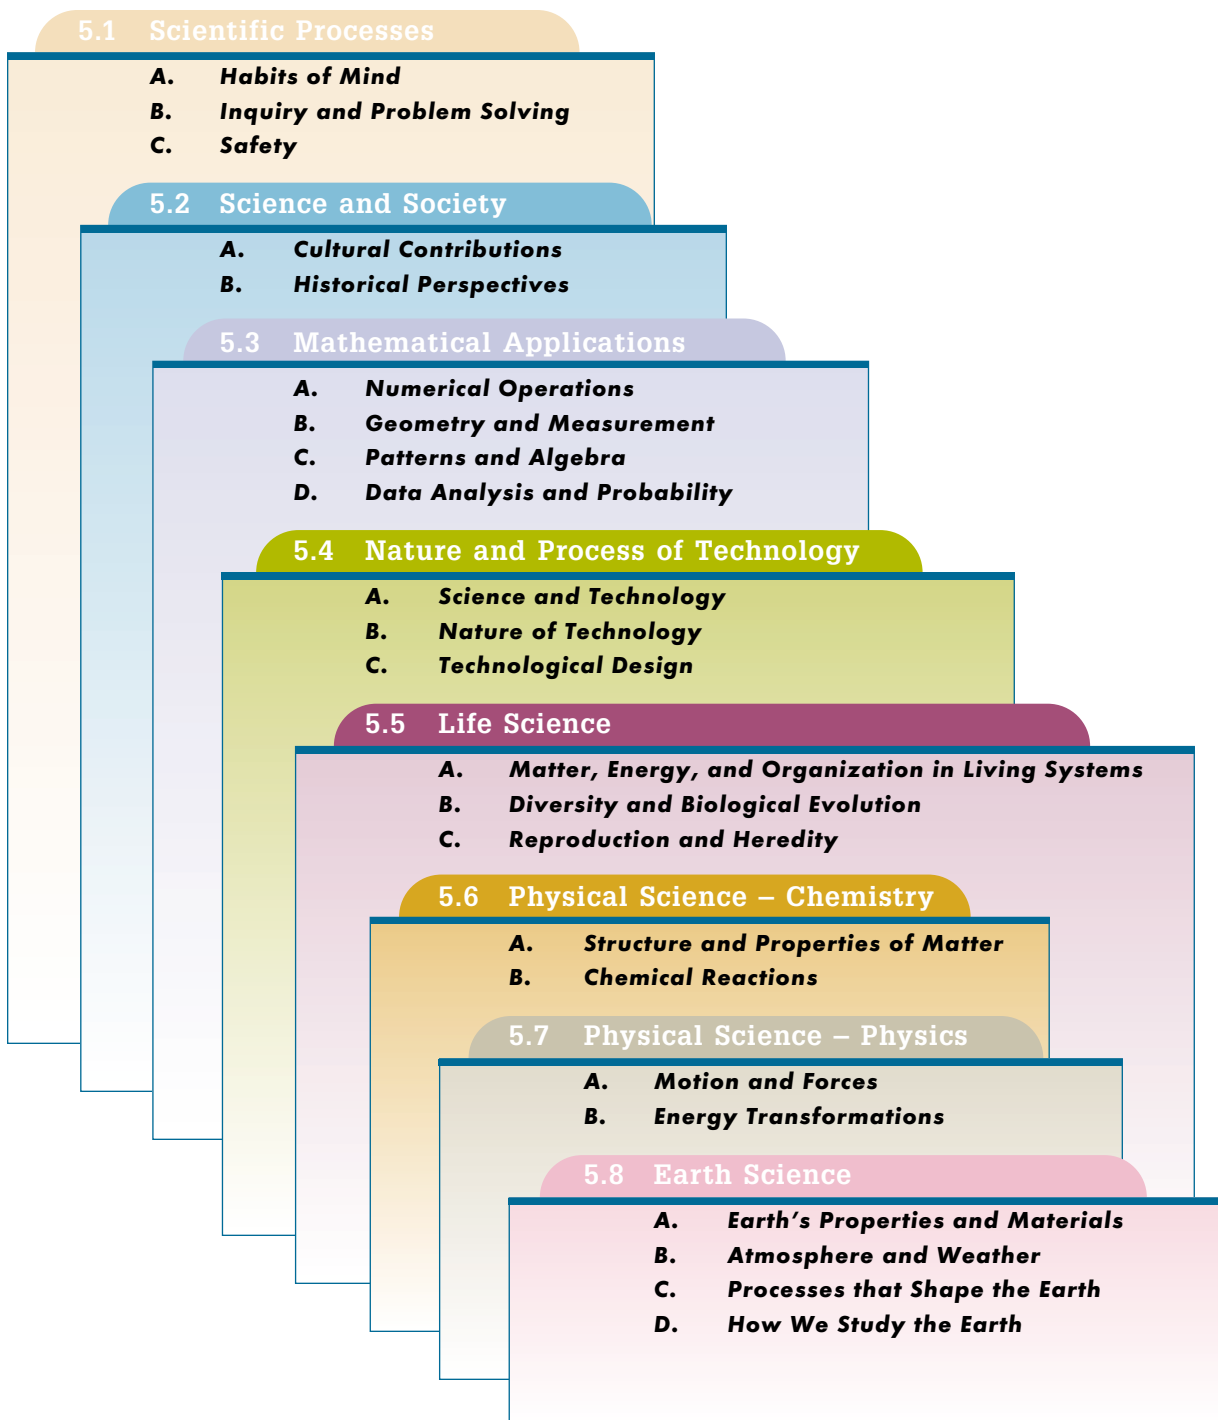 5.1 Scientific Processes
A. Habits of Mind
B. Inquiry and Problem Solving
C. Safety
5.2 Science and Society
A. Cultural Contributions
B. Historical Perspectives
5.3 Mathematical Applications
A. Numerical Operations
B. Geometry and Measurement
C. Patterns and Algebra
D. Data Analysis and Probability
5.4 Nature and Process of Technology
A. Science and Technology
B. Nature of Technology
C. Technological Design
5.5 Life Science
A. Matter, Energy, and Organization in Living Systems
B. Diversity and Biological Evolution
C. Reproduction and Heredity
5.6 Physical Science – Chemistry
A. Structure and Properties of Matter
B. Chemical Reactions
5.7 Physical Science – Physics
A. Motion and Forces
B. Energy Transformations
5.8 Earth Science
A. Earth’s Properties and Materials
B. Atmosphere and Weather
C. Processes that Shape the Earth
D. How We Study the Earth